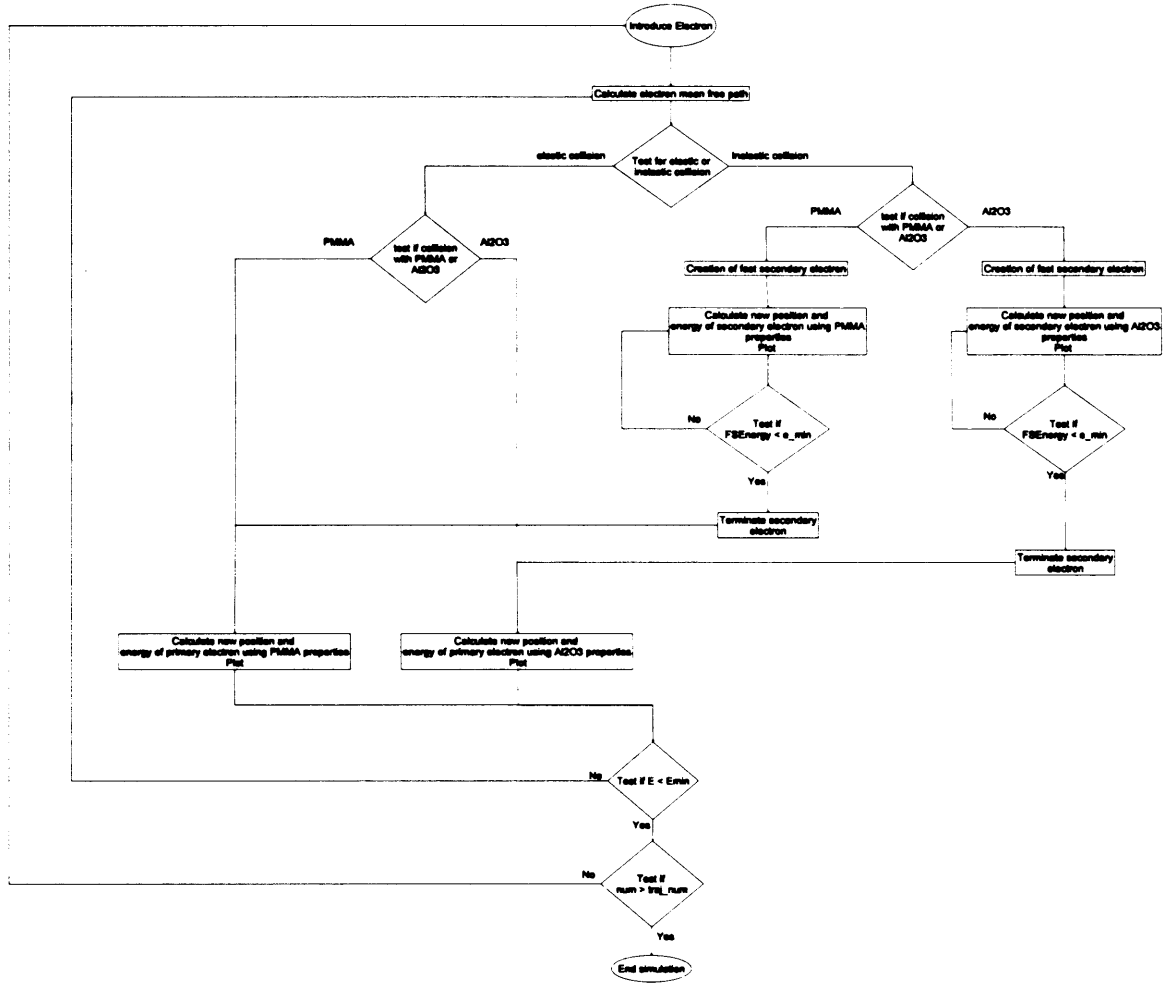 Introduce Electron
Calculate electron mean free path
elastic collision
Test for elastic or
inelastic collision
inelastic collision
PMMA
test if collision
with PMMA or
Al2O3
Al2O3
PMMA
test if collision
with PMMA or
Al2O3
Al2O3
Creation of fast secondary electron
Creation of fast secondary electron
Calculate new position and
energy of secondary electron using PMMA
properties
Plot
Calculate new position and
energy of secondary electron using Al2O3
properties
Plot
No
Test if
FSEnergy < e_min
Yes
No
Test if
FSEnergy < e_min
Yes
Terminate secondary
electron
Terminate secondary
electron
Calculate new position and
energy of primary electron using PMMA properties
Plot
Calculate new position and
energy of primary electron using Al2O3 properties
Plot
No
Test if E < Emin
Yes
No
Test if
num > traj_num
Yes
End simulation